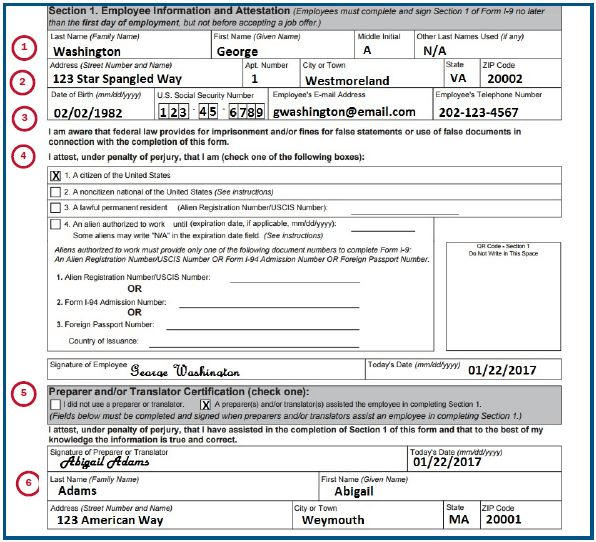 Section 1. Employee Information and Attestation (Employees must complete and sign Section 1 of Form I-9 no later
than the first day of employment, but not before accepting a job offer.)
1
Last Name (Family Name) First Name (Given Name) Middle Initial Other Last Names Used (if any)
Washington George A N/A
2
Address (Street Number and Name) Apt. Number City or Town State ZIP Code
123 Star Spangled Way 1 Westmoreland VA 20002
3
Date of Birth (mm/dd/yyyy) U.S. Social Security Number Employee's E-mail Address Employee's Telephone Number
02/02/1982 123-45-6789 gwashington@email.com 202-123-4567
I am aware that federal law provides for imprisonment and/or fines for false statements or use of false documents in
connection with the completion of this form.
4
I attest, under penalty of perjury, that I am (check one of the following boxes):
X 1. A citizen of the United States
2. A noncitizen national of the United States (See instructions)
3. A lawful permanent resident (Alien Registration Number/USCIS Number):
4. An alien authorized to work until (expiration date, if applicable, mm/dd/yyyy):
Some aliens may write "N/A" in the expiration date field. (See instructions)
Aliens authorized to work must provide only one of the following document numbers to complete Form I-9:
An Alien Registration Number/USCIS Number OR Form I-94 Admission Number OR Foreign Passport Number.
QR Code - Section 1
Do Not Write In This Space
1. Alien Registration Number/USCIS Number:
OR
2. Form I-94 Admission Number:
OR
3. Foreign Passport Number:
Country of Issuance:
Signature of Employee George Washington Today's Date (mm/dd/yyyy) 01/22/2017
5
Preparer and/or Translator Certification (check one):
I did not use a preparer or translator. X A preparer(s) and/or translator(s) assisted the employee in completing Section 1.
(Fields below must be completed and signed when preparers and/or translators assist an employee in completing Section 1.)
I attest, under penalty of perjury, that I have assisted in the completion of Section 1 of this form and that to the best of my
knowledge the information is true and correct.
Signature of Preparer or Translator Today's Date (mm/dd/yyyy)
Abigail Adams 01/22/2017
6
Last Name (Family Name) First Name (Given Name)
Adams Abigail
Address (Street Number and Name) City or Town State ZIP Code
123 American Way Weymouth MA 20001